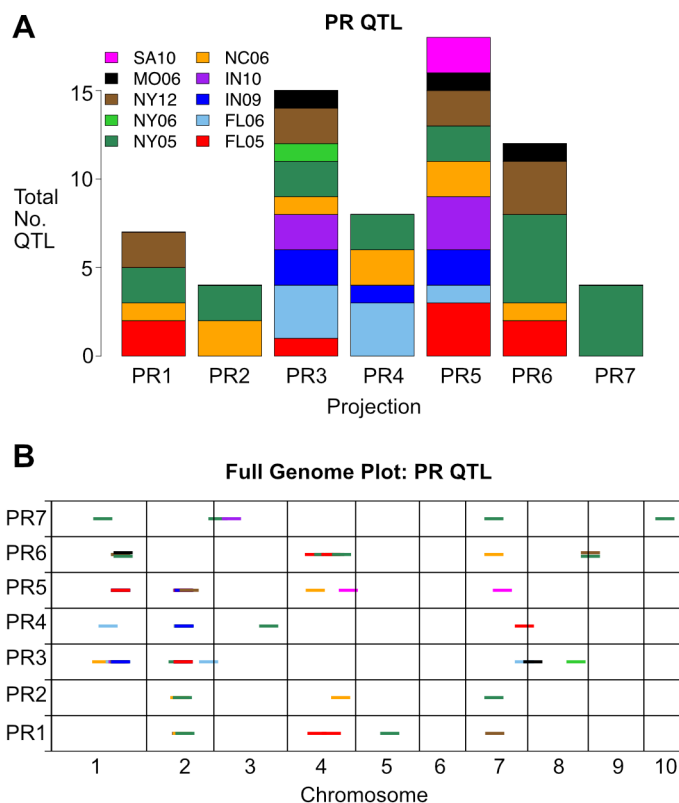 A
PR QTL
SA10
MO06
NY12
NY06
NY05
NC06
IN10
IN09
FL06
FL05
Total
No.
QTL
15
10
5
0
PR1 PR2 PR3 PR4 PR5 PR6 PR7
Projection
B
Full Genome Plot: PR QTL
PR7
PR6
PR5
PR4
PR3
PR2
PR1
1 2 3 4 5 6 7 8 9 10
Chromosome